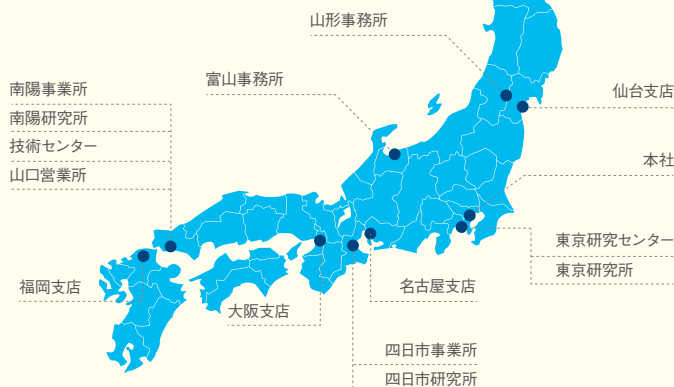 山形事務所
富山事務所
南陽事業所
南陽研究所
技術センター
山口営業所
仙台支店
本社
東京研究センター
東京研究所
福岡支店
名古屋支店
大阪支店
四日市事業所
四日市研究所